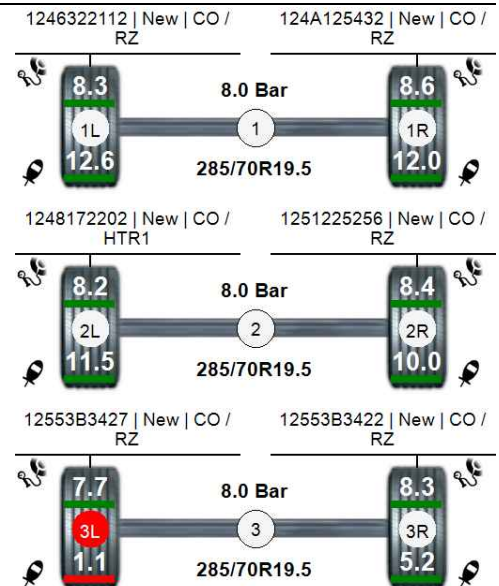 1246322112 | New | CO /
RZ
124A125432 | New | CO /
RZ
8.3
8.0 Bar
8.6
1L
1
1R
12.6
285/70R19.5
12.0
1248172202 | New | CO /
HTR1
1251225256 | New | CO /
RZ
8.2
8.0 Bar
8.4
2L
2
2R
11.5
285/70R19.5
10.0
12553B3427 | New | CO /
RZ
12553B3422 | New | CO /
RZ
7.7
8.0 Bar
8.3
3L
3
3R
1.1
285/70R19.5
5.2